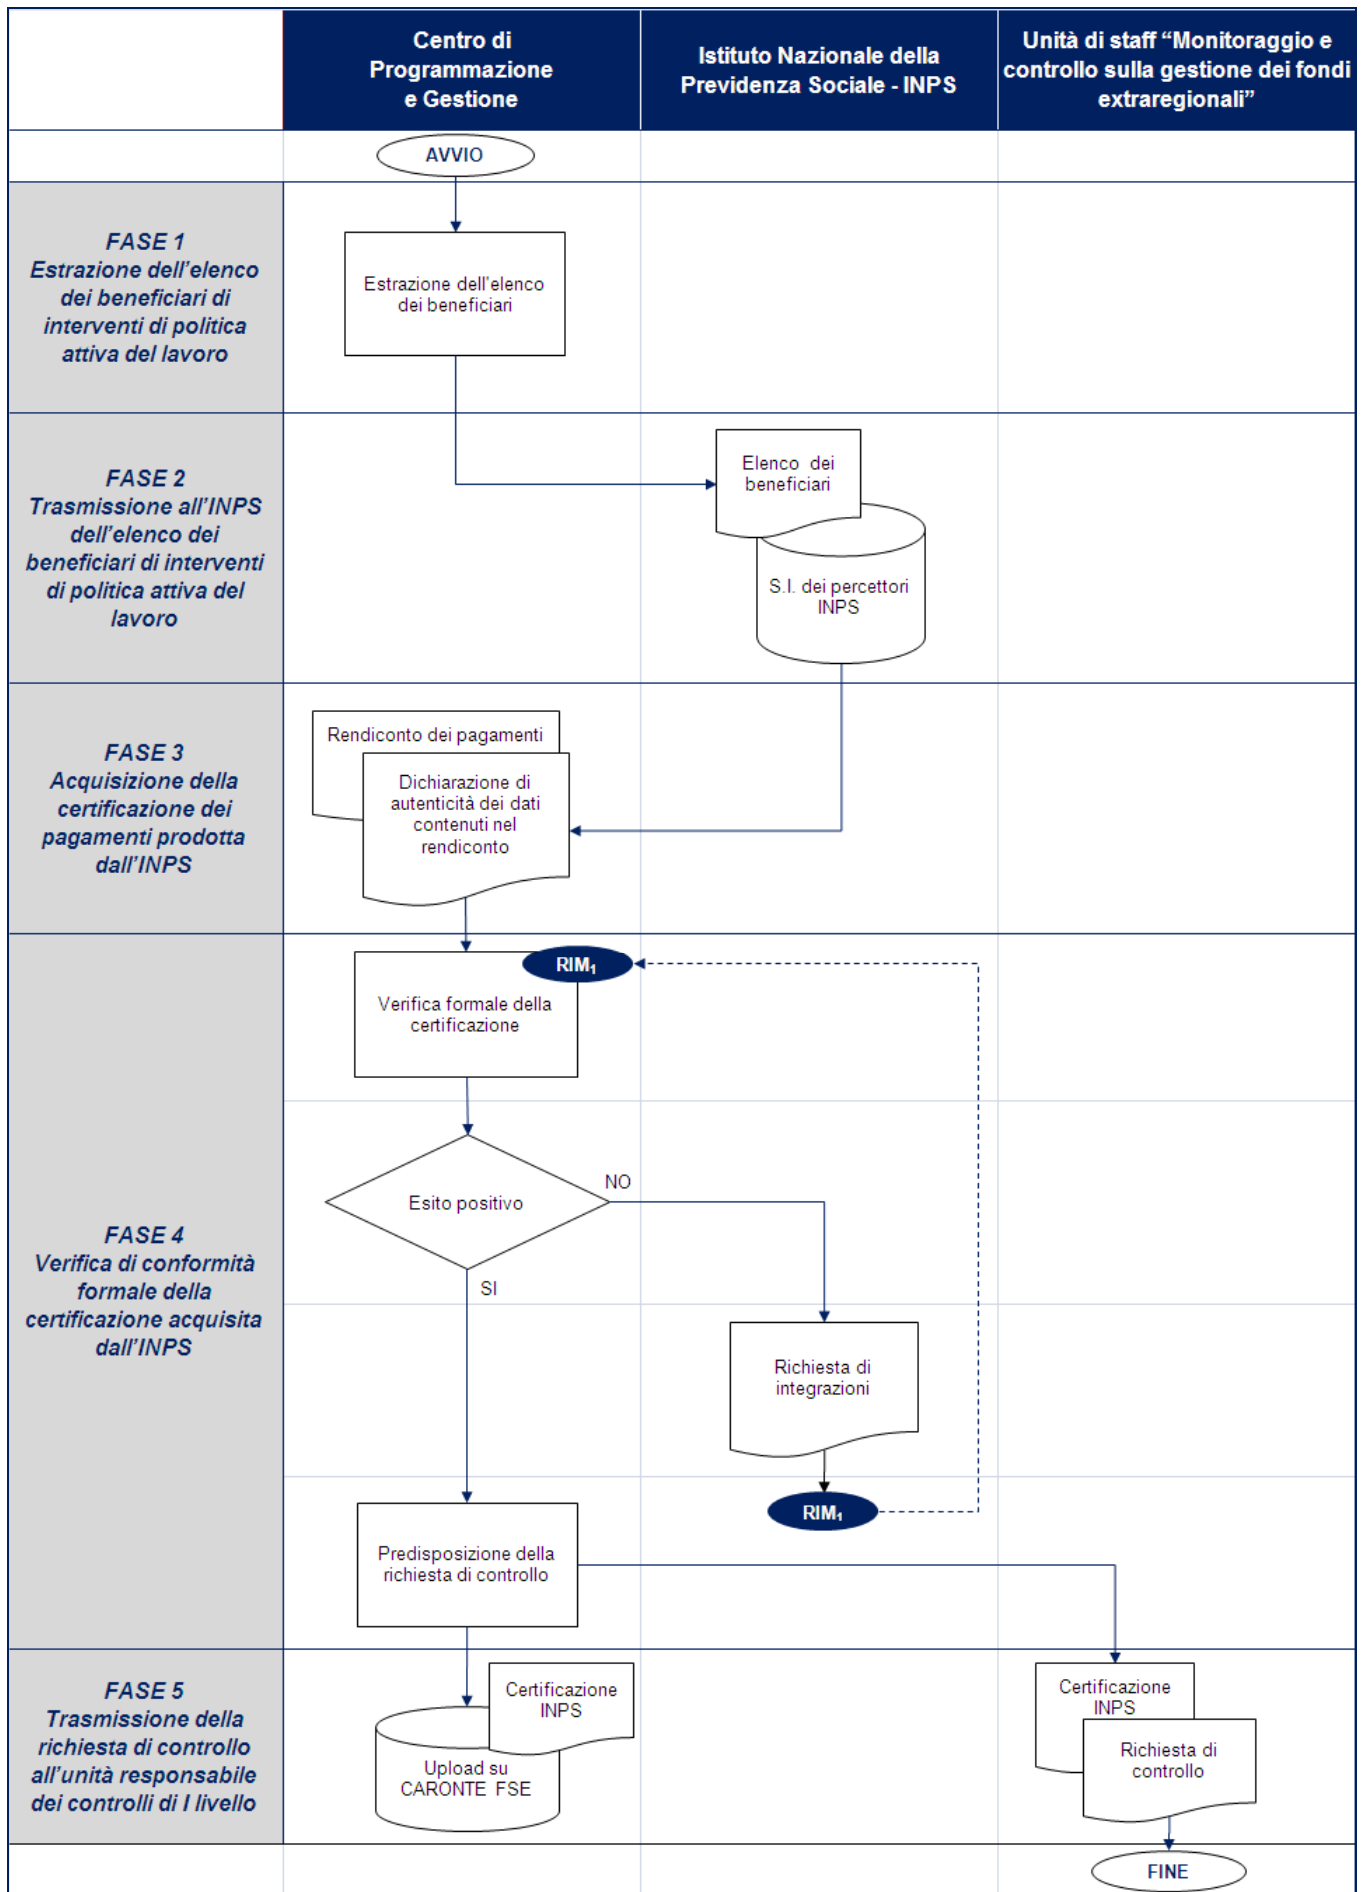 Centro di
Programmazione
e Gestione
Istituto Nazionale della
Previdenza Sociale - INPS
Unità di staff “Monitoraggio e
controllo sulla gestione dei fondi
extraregionali”
AVVIO
FASE 1
Estrazione dell’elenco
dei beneficiari di
interventi di politica
attiva del lavoro
Estrazione dell’elenco
dei beneficiari
FASE 2
Trasmissione all’INPS
dell’elenco dei
beneficiari di interventi
di politica attiva del
lavoro
Elenco dei
beneficiari
S.I. dei percettori
INPS
FASE 3
Acquisizione della
certificazione dei
pagamenti prodotta
dall’INPS
Rendiconto dei pagamenti
Dichiarazione di
autenticità dei dati
contenuti nel
rendiconto
FASE 4
Verifica di conformità
formale della
certificazione acquisita
dall’INPS
RIM₁
Verifica formale della
certificazione
Esito positivo
NO
SI
Richiesta di
integrazioni
RIM₁
Predisposizione della
richiesta di controllo
FASE 5
Trasmissione della
richiesta di controllo
all’unità responsabile
dei controlli di I livello
Certificazione
INPS
Upload su
CARONTE FSE
Certificazione
INPS
Richiesta di
controllo
FINE